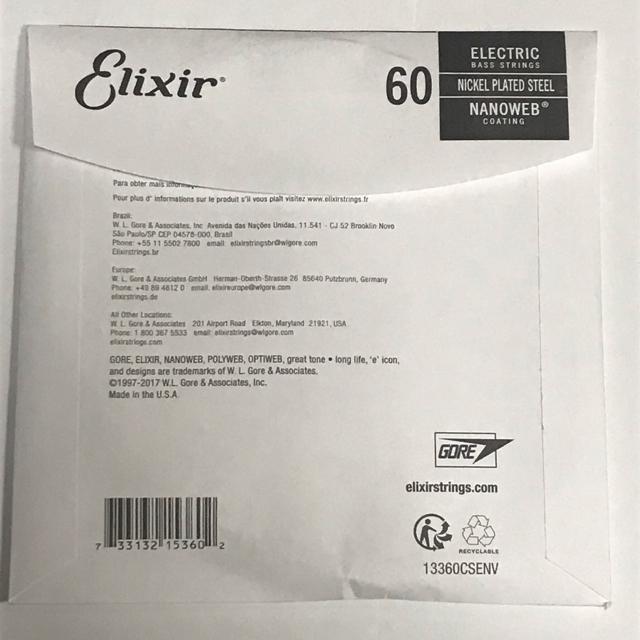 Elixir®
60
ELECTRIC
BASS STRINGS
NICKEL PLATED STEEL
NANOWEB®
COATING
Para obter mais
Pour plus d' informations sur le produit s'il vous plaît visitez www.elixirstrings.fr
Brazil:
W. L. Gore & Associates, Inc Avenida das Nações Unidas, 11.541 - CJ 52 Brooklin Novo
São Paulo/SP CEP 04578-000, Brasil
Phone: +55 11 5502 7800 email: elixirstringsbr@wlgore.com
Elixirstrings.br
Europe:
W. L. Gore & Associates GmbH Herman-Oberth-Strasse 26 85640 Putzbrunn, Germany
Phone: +49 89 4612 0 email: elixireurope@wlgore.com
elixirstrings.de
All Other Locations:
W. L. Gore & Associates 201 Airport Road Elkton, Maryland 21921, USA
Phone: 1 800 367 5533 email: elixirstrings@wlgore.com
elixirstrings.com
GORE, ELIXIR, NANOWEB, POLYWEB, OPTIWEB, great tone • long life, 'e' icon,
and designs are trademarks of W. L. Gore & Associates.
©1997-2017 W.L. Gore & Associates, Inc.
Made in the U.S.A.
GORE
elixirstrings.com
7 33132 15360 2
RECYCLABLE
13360CSENV